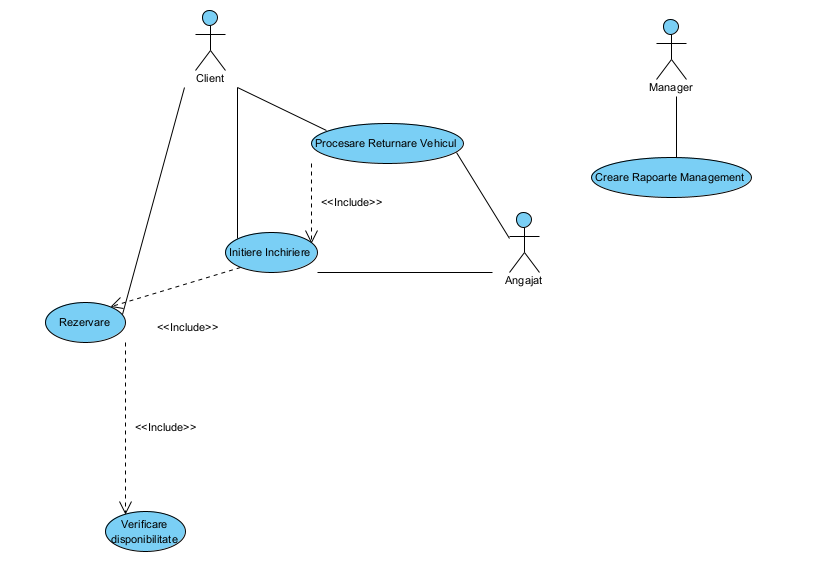 Client
Manager
Procesare Returnare Vehicul
Creare Rapoarte Management
<<Include>>
Initiere Inchiriere
Angajat
Rezervare
<<Include>>
<<Include>>
Verificare
disponibilitate